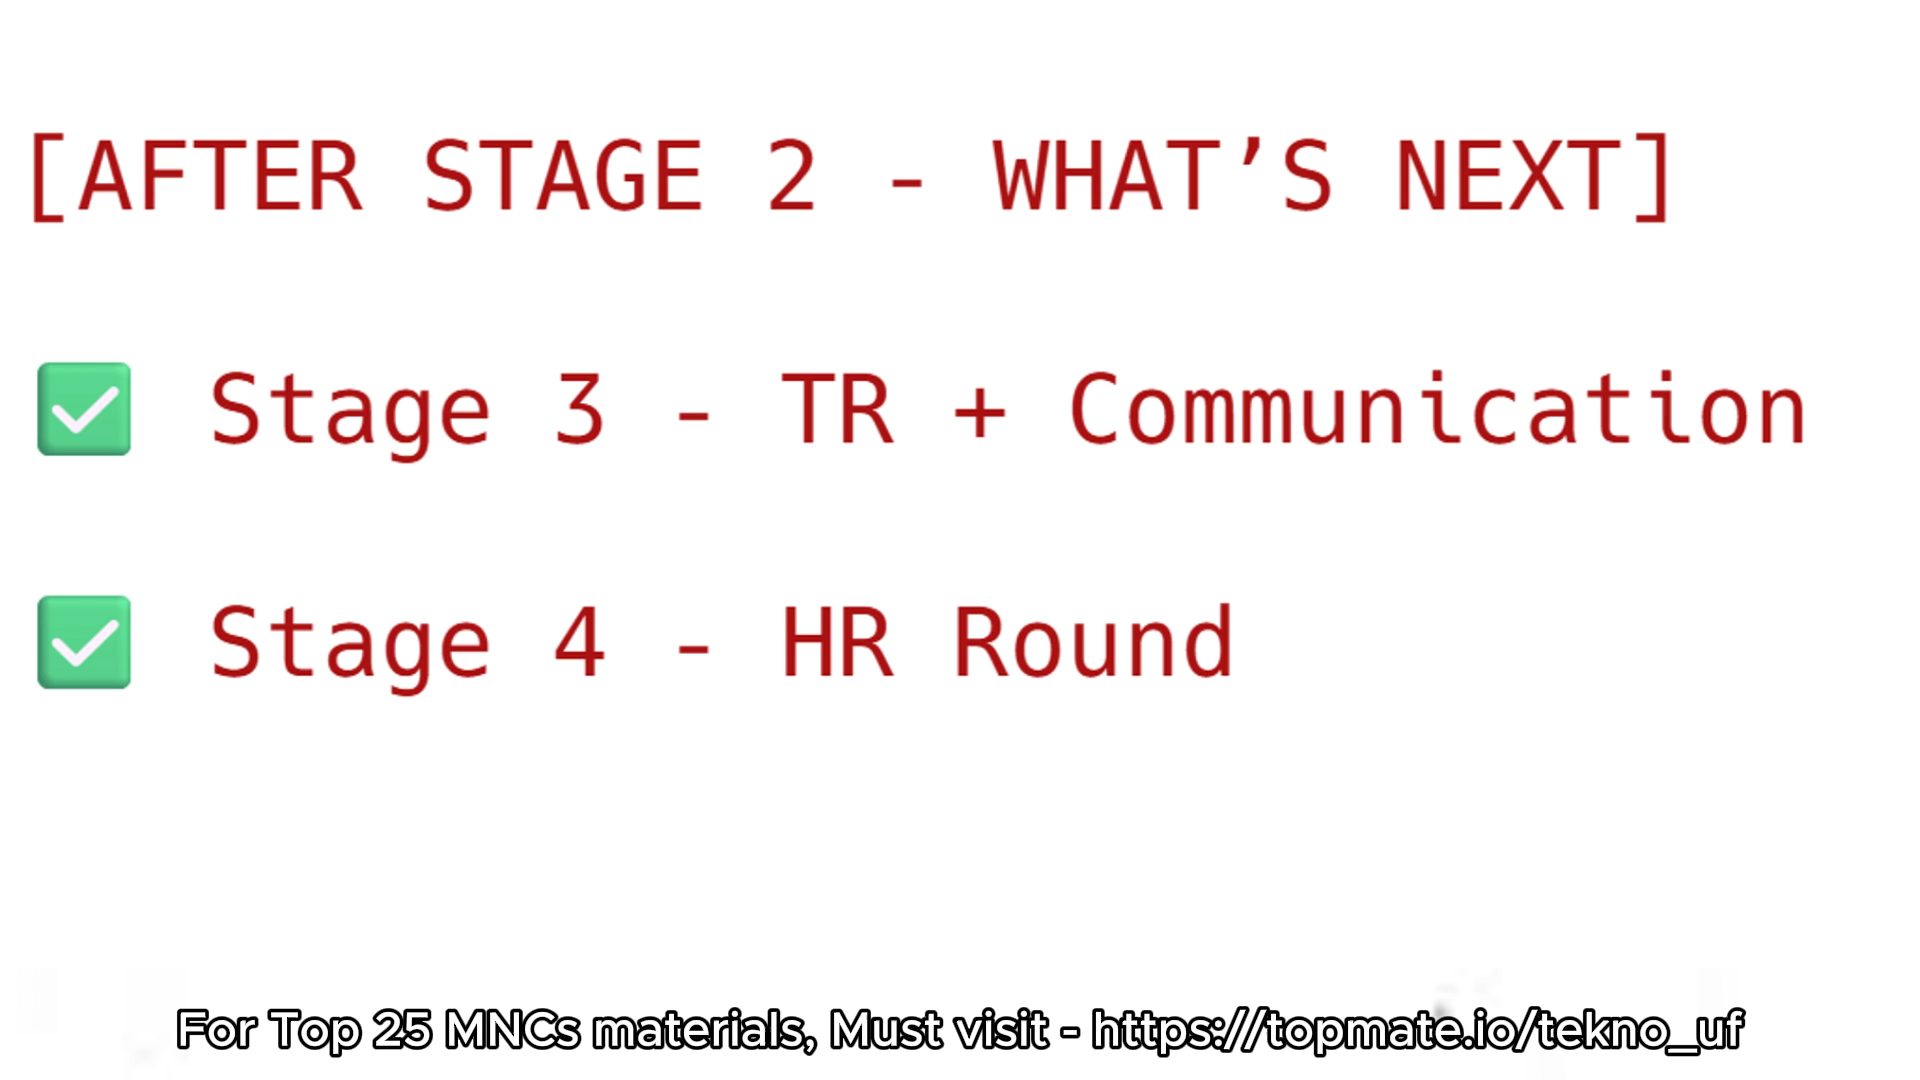 [AFTER STAGE 2 - WHAT’S NEXT]
✅ Stage 3 - TR + Communication
✅ Stage 4 - HR Round
For Top 25 MNCs materials, Must visit - https://topmate.io/tekno_uf